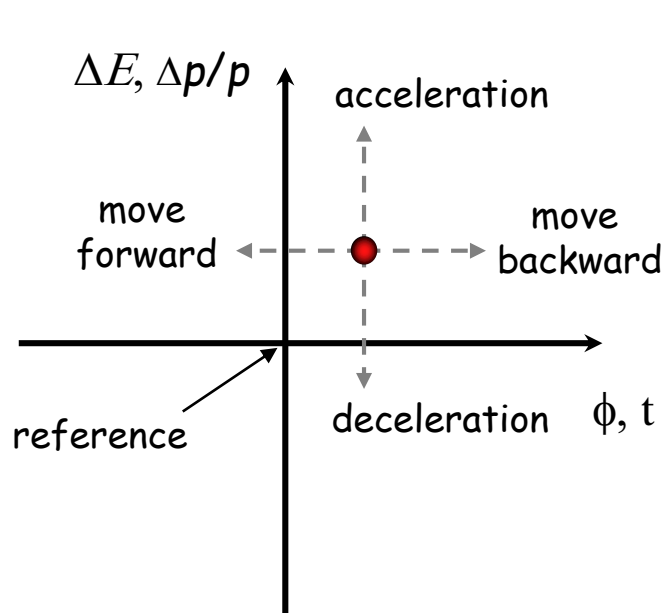 ΔE, Δp/p
acceleration
move
forward
move
backward
reference
deceleration
ϕ, t